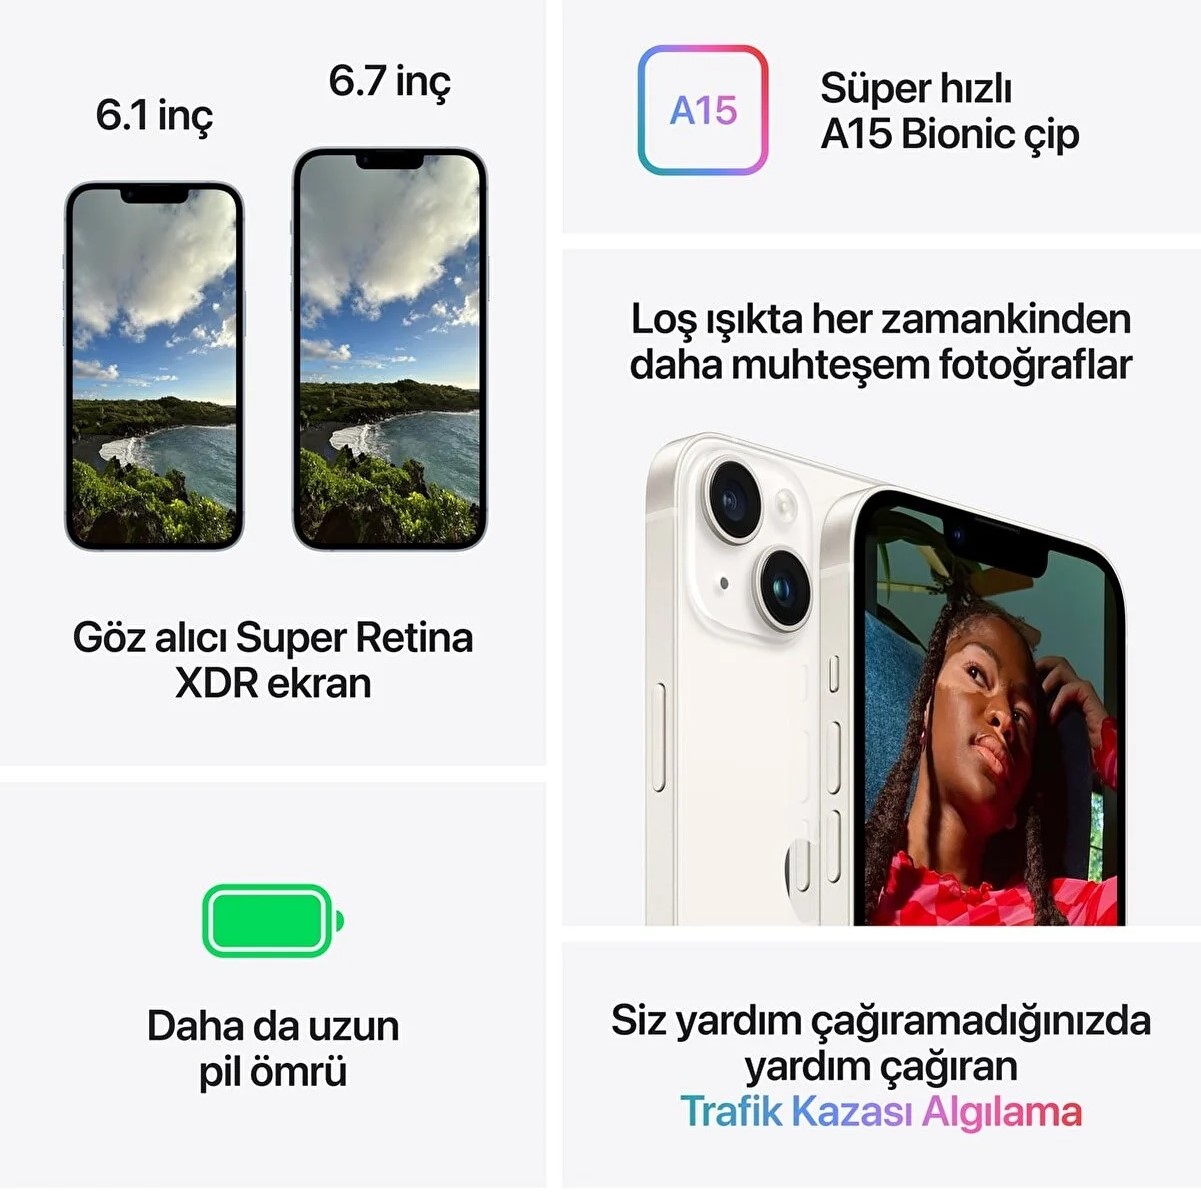 6.1 inç
6.7 inç
Göz alıcı Super Retina
XDR ekran
A15
Süper hızlı
A15 Bionic çip
Loş ışıkta her zamankinden
daha muhteşem fotoğraflar
Daha da uzun
pil ömrü
Siz yardım çağıramadığınızda
yardım çağıran
Trafik Kazası Algılama